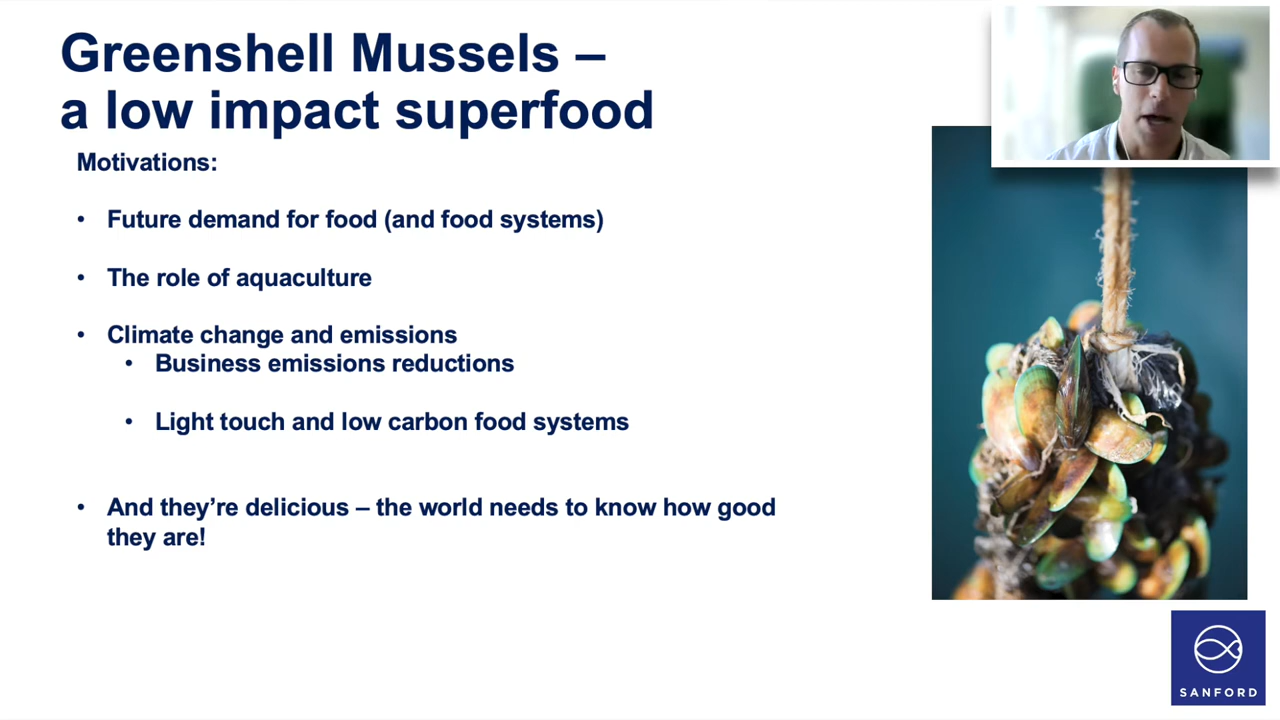 Greenshell Mussels –
a low impact superfood
Motivations:
• Future demand for food (and food systems)
• The role of aquaculture
• Climate change and emissions
• Business emissions reductions
• Light touch and low carbon food systems
• And they’re delicious – the world needs to know how good
they are!
SANFORD